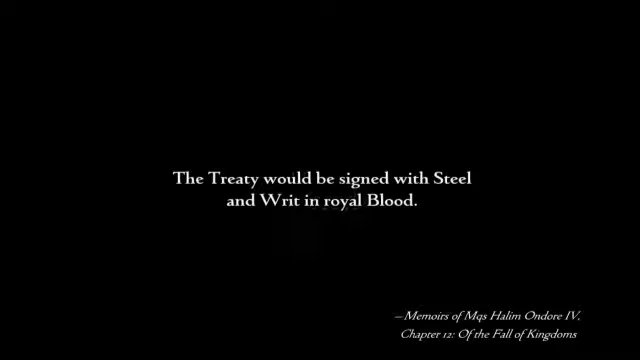 The Treaty would be signed with Steel
and Writ in royal Blood.
—Memoirs of Mqs Halim Ondore IV,
Chapter 12: Of the Fall of Kingdoms